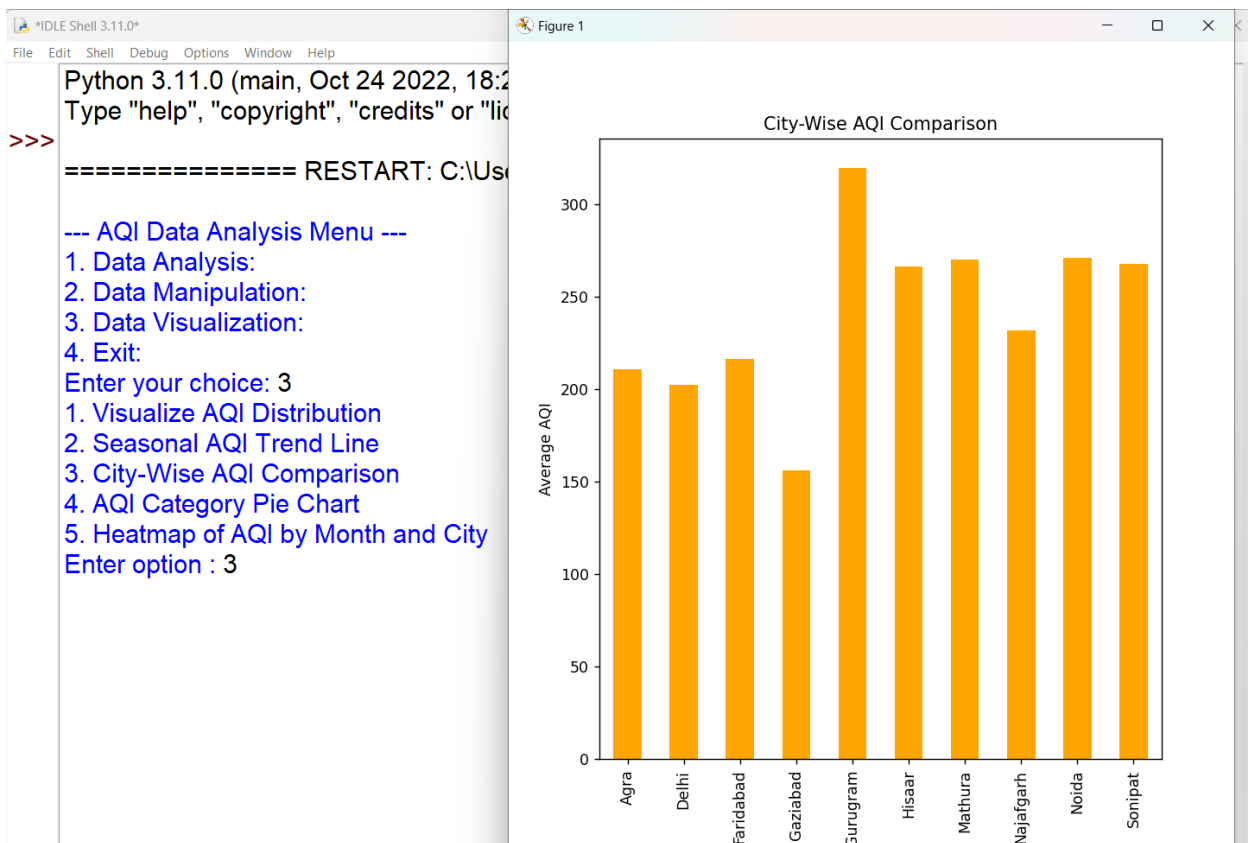 *IDLE Shell 3.11.0*
File Edit Shell Debug Options Window Help
Python 3.11.0 (main, Oct 24 2022, 18:2
Type "help", "copyright", "credits" or "lic
>>>
=============== RESTART: C:\Use
--- AQI Data Analysis Menu ---
1. Data Analysis:
2. Data Manipulation:
3. Data Visualization:
4. Exit:
Enter your choice: 3
1. Visualize AQI Distribution
2. Seasonal AQI Trend Line
3. City-Wise AQI Comparison
4. AQI Category Pie Chart
5. Heatmap of AQI by Month and City
Enter option : 3
Figure 1
City-Wise AQI Comparison
Average AQI
300
250
200
150
100
50
0
Agra
Delhi
Faridabad
Gaziabad
Gurugram
Hisaar
Mathura
Najafgarh
Noida
Sonipat